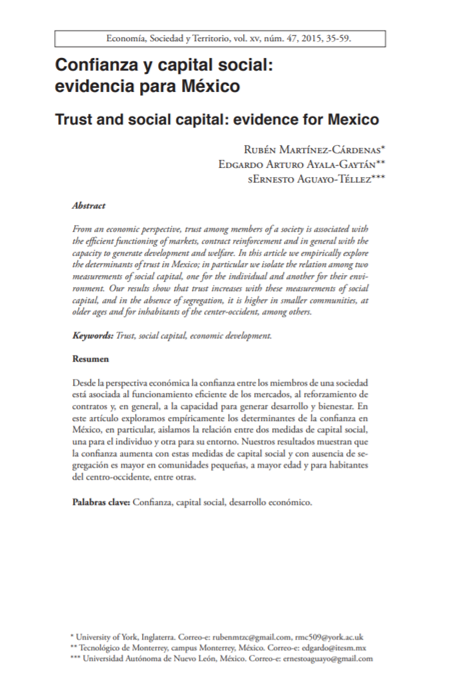 Economía, Sociedad y Territorio, vol. xv, núm. 47, 2015, 35-59.
Confianza y capital social:
evidencia para México
Trust and social capital: evidence for Mexico
Rubén Martínez-Cárdenas*
Edgardo Arturo Ayala-Gaytán**
sErnesto Aguayo-Téllez***
Abstract
From an economic perspective, trust among members of a society is associated with
the efficient functioning of markets, contract reinforcement and in general with the
capacity to generate development and welfare. In this article we empirically explore
the determinants of trust in Mexico; in particular we isolate the relation among two
measurements of social capital, one for the individual and another for their envi-
ronment. Our results show that trust increases with these measurements of social
capital, and in the absence of segregation, it is higher in smaller communities, at
older ages and for inhabitants of the center-occident, among others.
Keywords: Trust, social capital, economic development.
Resumen
Desde la perspectiva económica la confianza entre los miembros de una sociedad
está asociada al funcionamiento eficiente de los mercados, al reforzamiento de
contratos y, en general, a la capacidad para generar desarrollo y bienestar. En
este artículo exploramos empíricamente los determinantes de la confianza en
México, en particular, aislamos la relación entre dos medidas de capital social,
una para el individuo y otra para su entorno. Nuestros resultados muestran que
la confianza aumenta con estas medidas de capital social y con ausencia de se-
gregación es mayor en comunidades pequeñas, a mayor edad y para habitantes
del centro-occidente, entre otras.
Palabras clave: Confianza, capital social, desarrollo económico.
* University of York, Inglaterra. Correo-e: rubenmtzc@gmail.com, rmc509@york.ac.uk
** Tecnológico de Monterrey, campus Monterrey, México. Correo-e: edgardo@itesm.mx
*** Universidad Autónoma de Nuevo León, México. Correo-e: ernestoaguayo@gmail.com